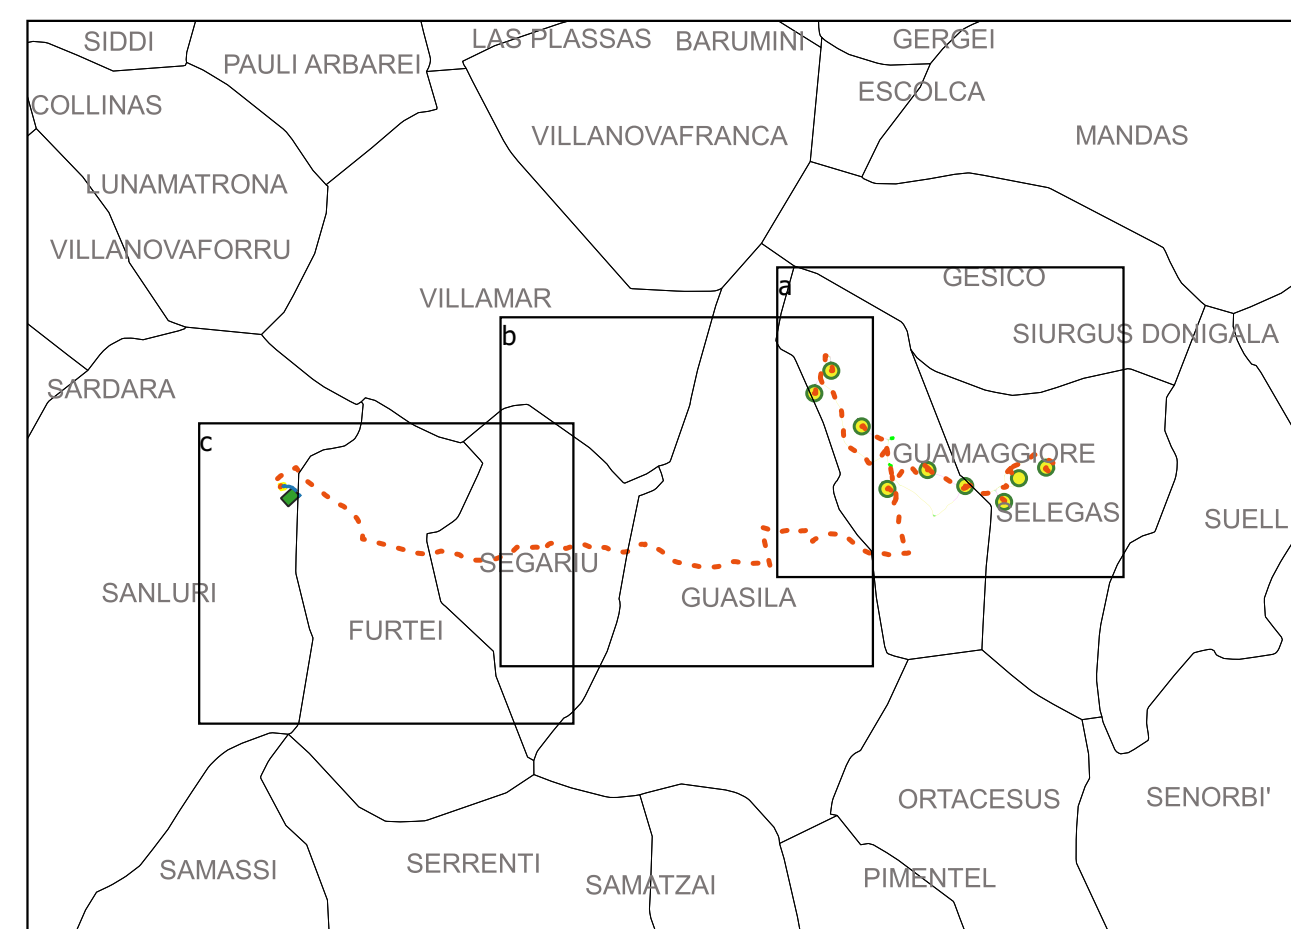 SIDDI
LAS PLASSAS
BARUMINI
GERGEI
PAULI ARBAREI
ESCOLCA
COLLINAS
VILLANOVAFRANCA
MANDAS
LUNAMATRONA
VILLANOVAFORRU
GESICO
a
VILLAMAR
SIURGUS DONIGALA
b
SARDARA
c
GUAMAGGIORE
SELEGAS
SUELL
SEGARIU
SANLURI
GUASILA
FURTEI
ORTACESUS
SENORBI'
SERRENTI
SAMASSI
PIMENTEL
SAMATZAI